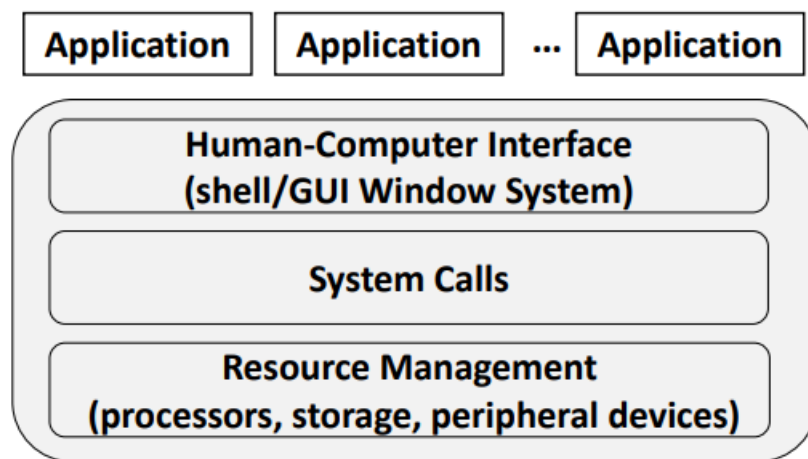 Application Application ... Application
Human-Computer Interface
(shell/GUI Window System)
System Calls
Resource Management
(processors, storage, peripheral devices)